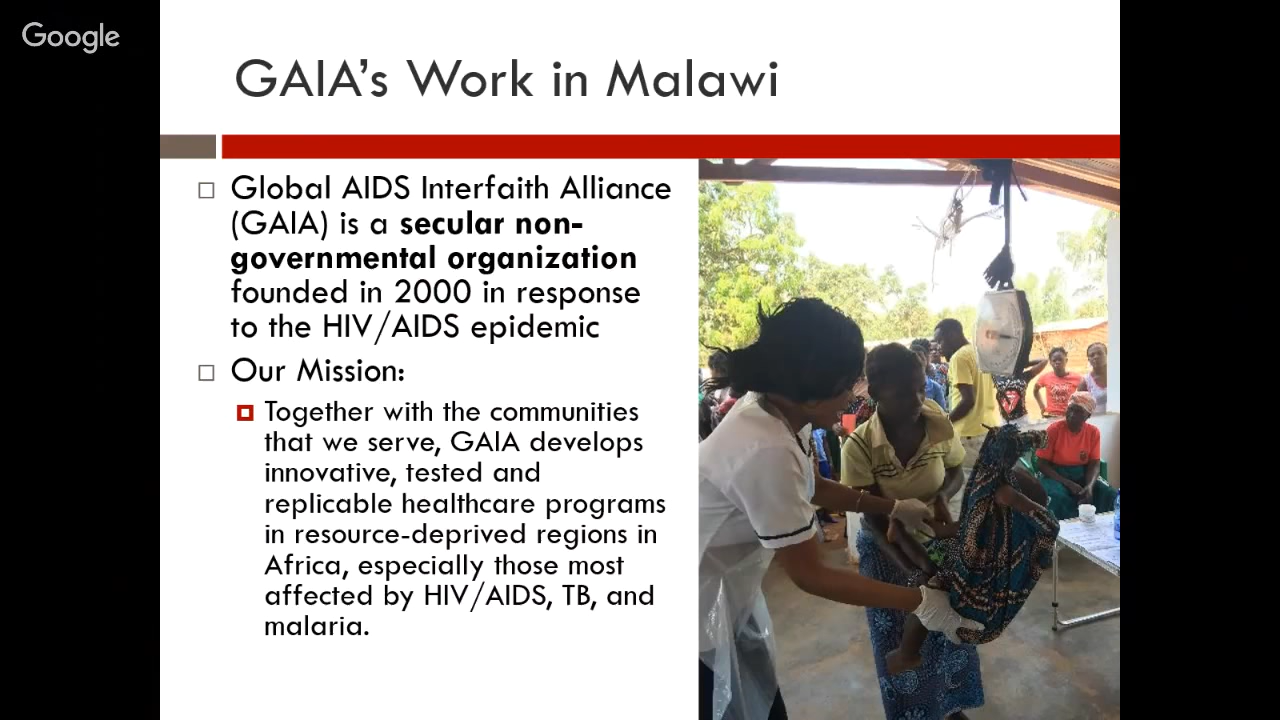 Google
GAIA’s Work in Malawi
Global AIDS Interfaith Alliance
(GAIA) is a secular non-
governmental organization
founded in 2000 in response
to the HIV/AIDS epidemic
Our Mission:
Together with the communities
that we serve, GAIA develops
innovative, tested and
replicable healthcare programs
in resource-deprived regions in
Africa, especially those most
affected by HIV/AIDS, TB, and
malaria.